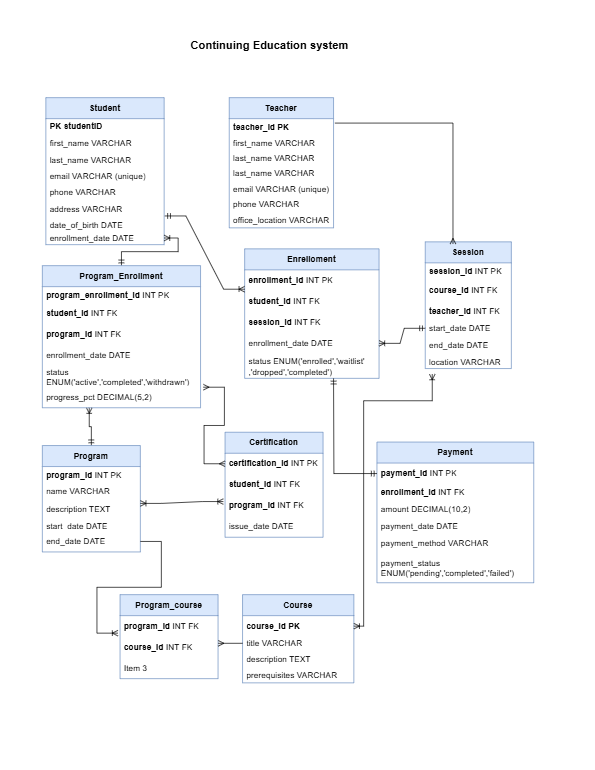 Continuing Education system
Student
PK studentID
first_name VARCHAR
last_name VARCHAR
email VARCHAR (unique)
phone VARCHAR
address VARCHAR
date_of_birth DATE
enrollment_date DATE
Teacher
teacher_id PK
first_name VARCHAR
last_name VARCHAR
last_name VARCHAR
email VARCHAR (unique)
phone VARCHAR
office_location VARCHAR
Program_Enrollment
program_enrollment_id INT PK
student_id INT FK
program_id INT FK
enrollment_date DATE
status
ENUM('active','completed','withdrawn')
progress_pct DECIMAL(5,2)
Enrelloment
enrollment_id INT PK
student_id INT FK
session_id INT FK
enrollment_date DATE
status ENUM('enrolled','waitlist'
,'dropped','completed')
Session
session_id INT PK
course_id INT FK
teacher_id INT FK
start_date DATE
end_date DATE
location VARCHAR
Program
program_id INT PK
name VARCHAR
description TEXT
start date DATE
end_date DATE
Certification
certification_id INT PK
student_id INT FK
program_id INT FK
issue_date DATE
Payment
payment_id INT PK
enrollment_id INT FK
amount DECIMAL(10,2)
payment_date DATE
payment_method VARCHAR
payment_status
ENUM('pending','completed','failed')
Program_course
program_id INT FK
course_id INT FK
Item 3
Course
course_id PK
title VARCHAR
description TEXT
prerequisites VARCHAR